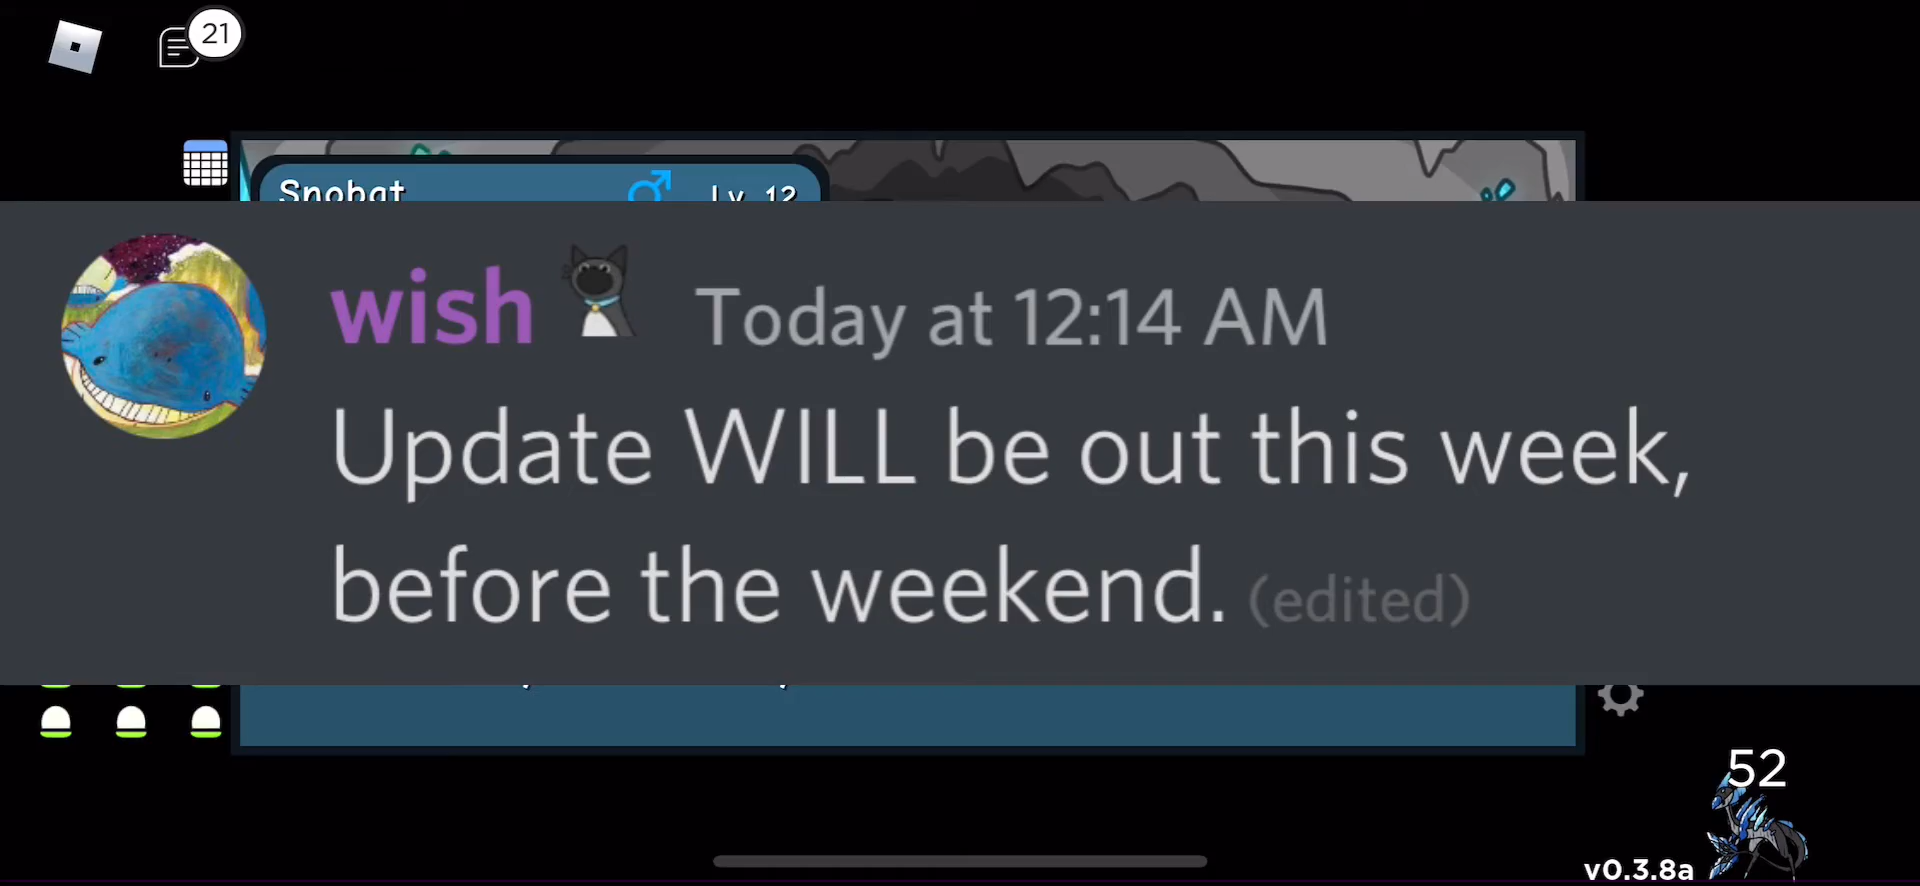 21
Snobat Lv. 12
wish Today at 12:14 AM
Update WILL be out this week,
before the weekend. (edited)
52
v0.3.8a